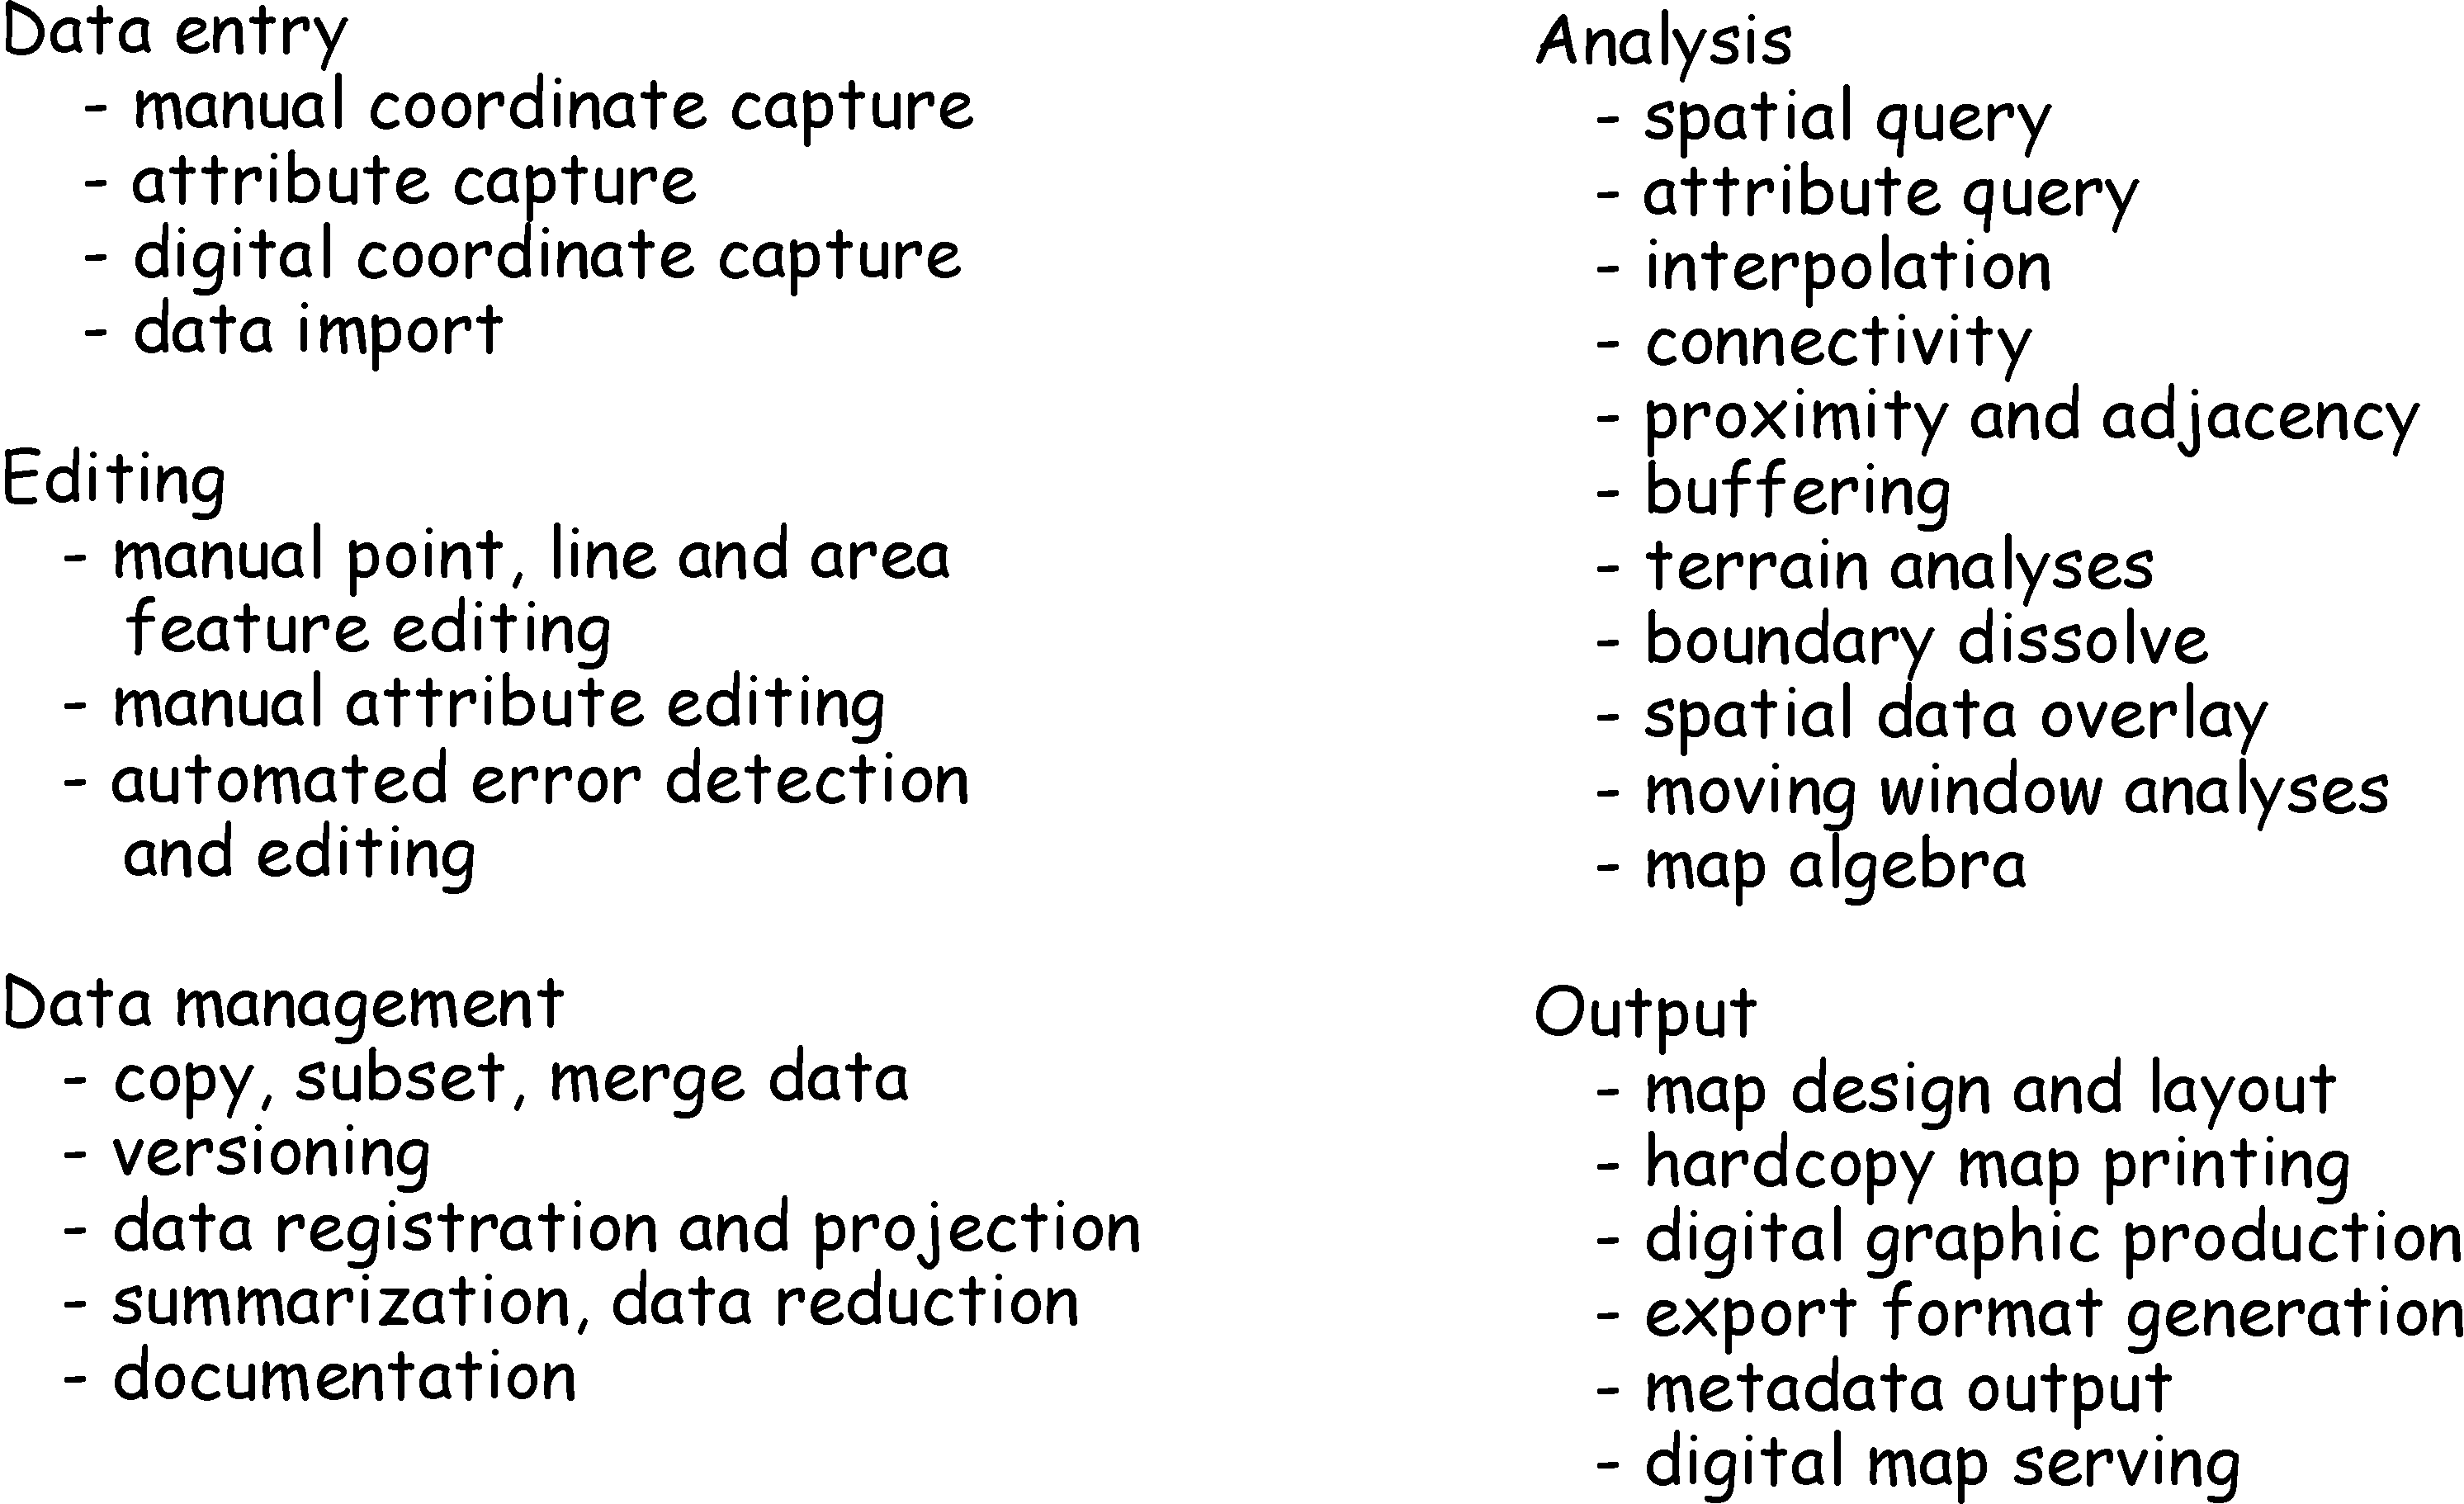 Data entry
- manual coordinate capture
- attribute capture
- digital coordinate capture
- data import
Editing
- manual point, line and area
feature editing
- manual attribute editing
- automated error detection
and editing
Data management
- copy, subset, merge data
- versioning
- data registration and projection
- summarization, data reduction
- documentation
Analysis
- spatial query
- attribute query
- interpolation
- connectivity
- proximity and adjacency
- buffering
- terrain analyses
- boundary dissolve
- spatial data overlay
- moving window analyses
- map algebra
Output
- map design and layout
- hardcopy map printing
- digital graphic production
- export format generation
- metadata output
- digital map serving